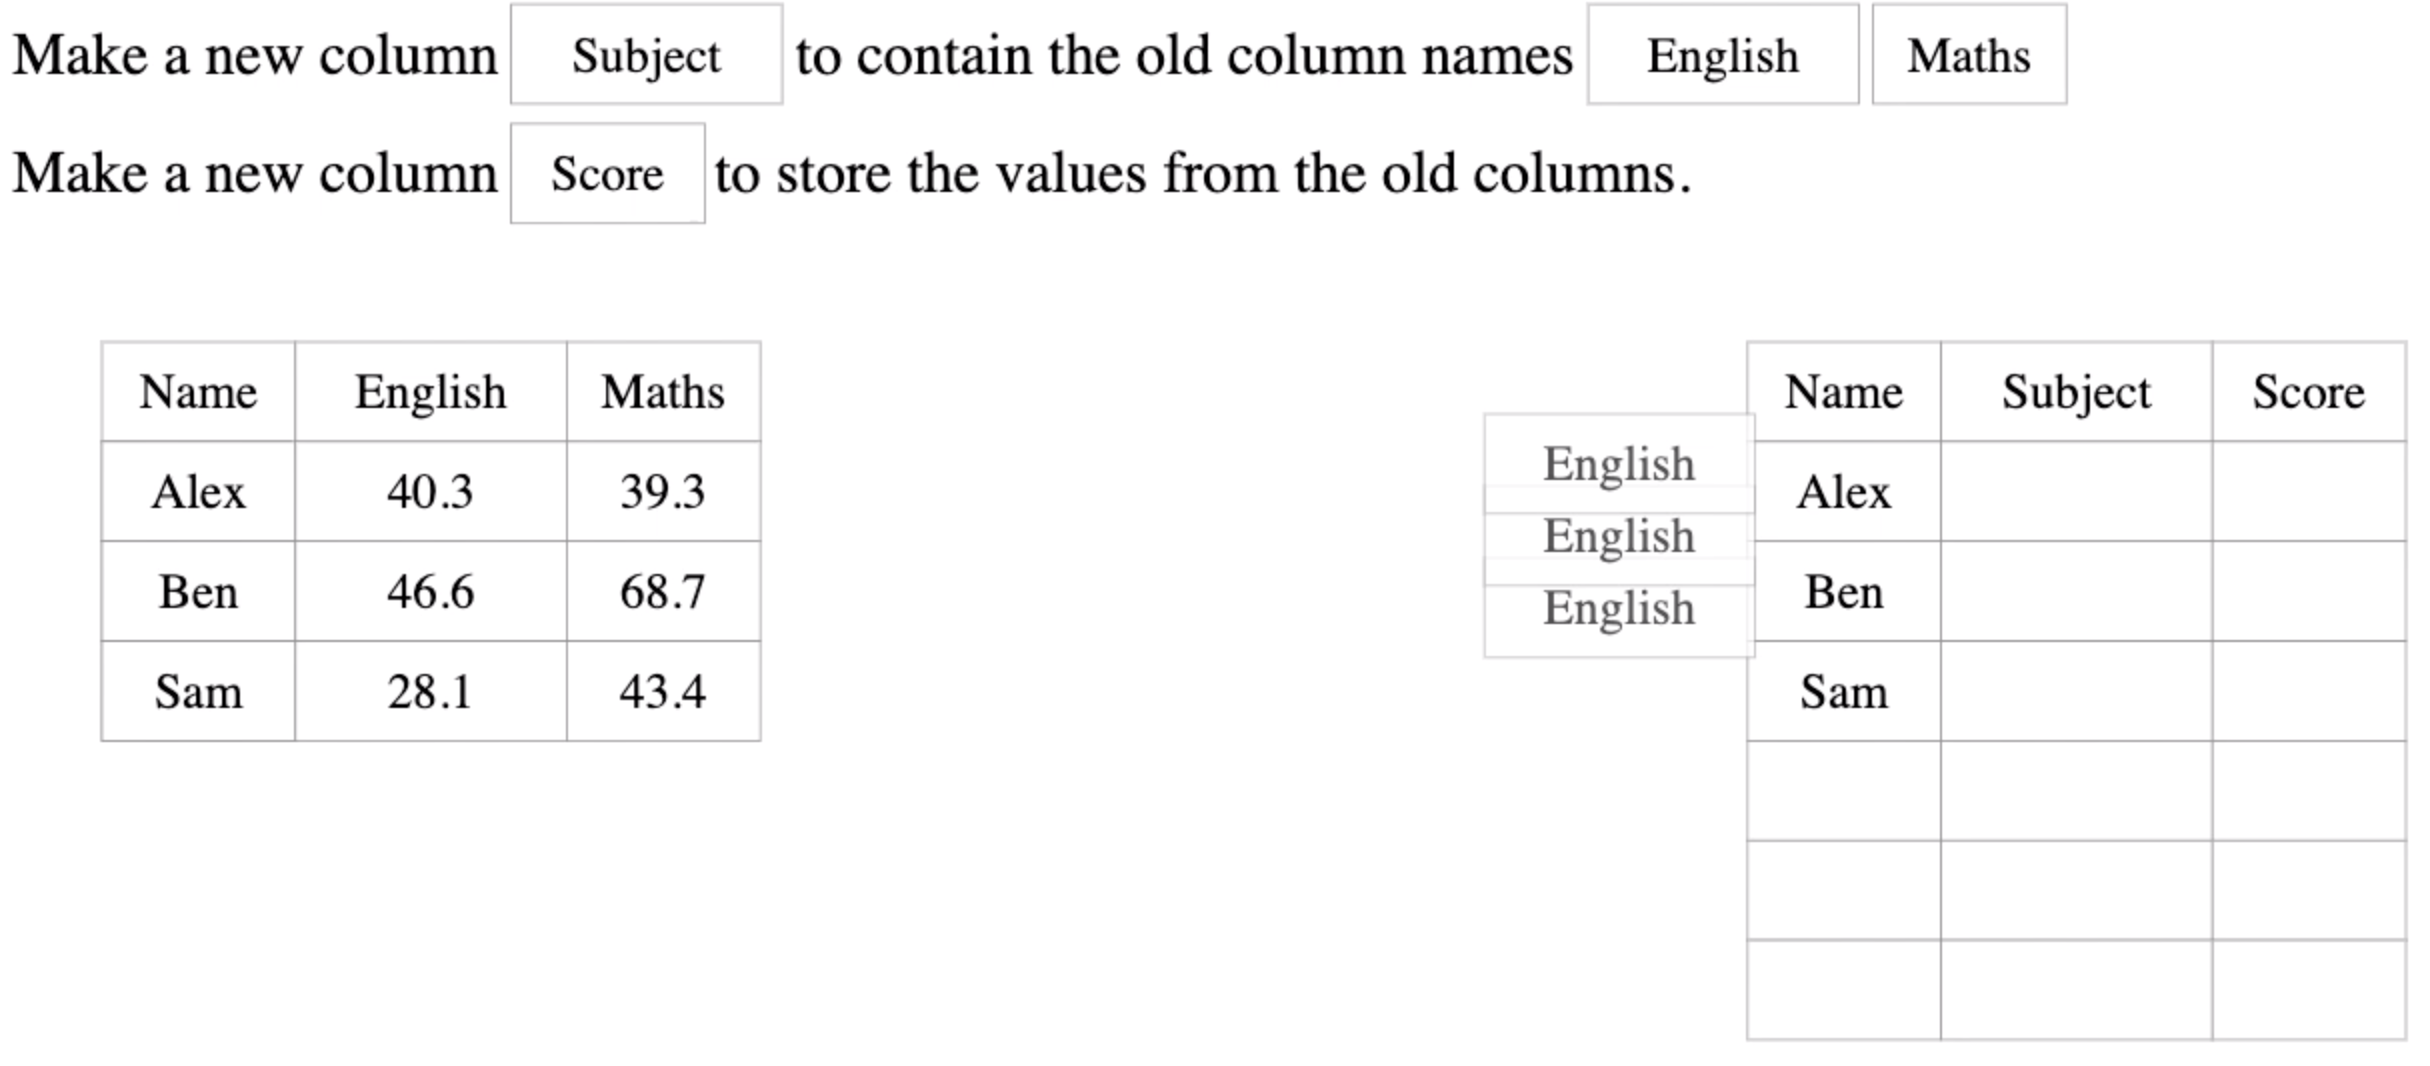 Make a new column Subject to contain the old column names English Maths
Make a new column Score to store the values from the old columns.
Name English Maths
Alex 40.3 39.3
Ben 46.6 68.7
Sam 28.1 43.4
English
English
English
Name Subject Score
Alex
Ben
Sam